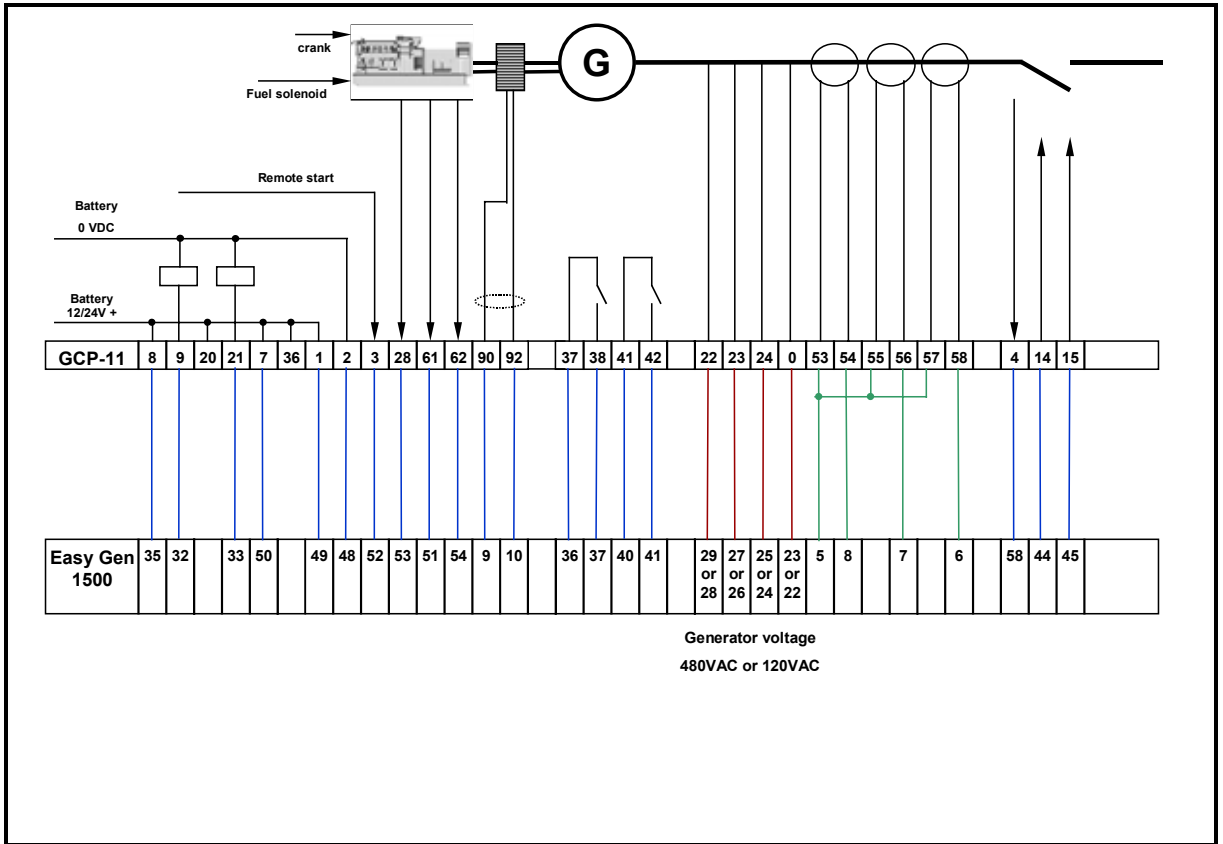 crank
G
Fuel solenoid
Remote start
Battery
0 VDC
Battery
12/24V +
GCP-11 8 9 20 21 7 36 1 2 3 28 61 62 90 92 37 38 41 42 22 23 24 0 53 54 55 56 57 58 4 14 15
Easy Gen 35 32 33 50 49 48 52 53 51 54 9 10 36 37 40 41 29 27 25 23 5 8 7 6 58 44 45
1500 or or or or
28 26 24 22
Generator voltage
480VAC or 120VAC